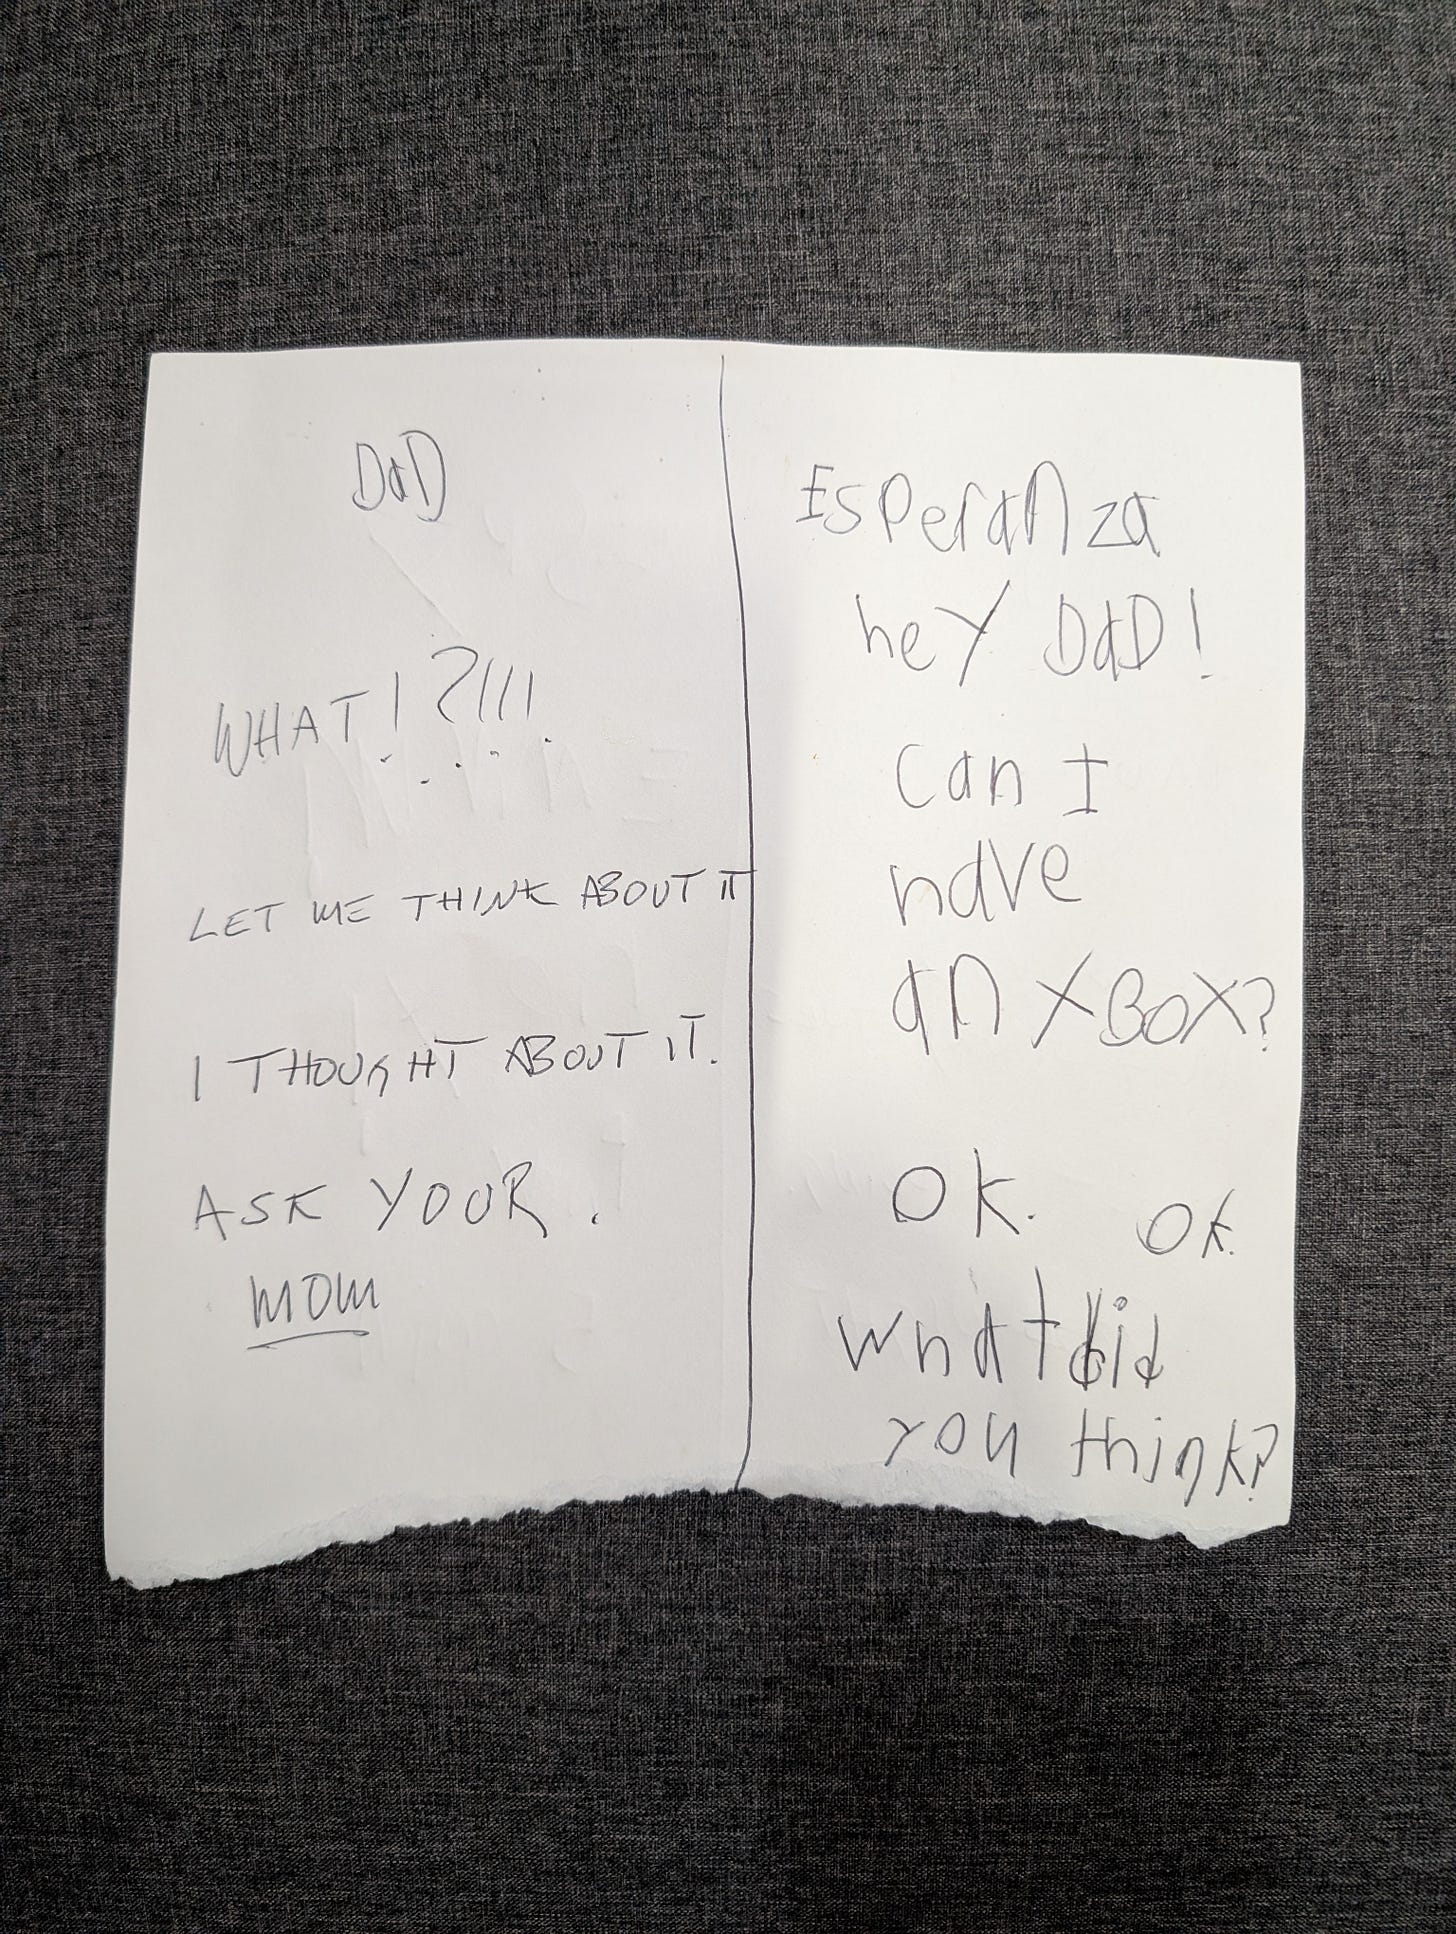 DaD
WHAT!?!!!
LET ME THINK ABOUT IT
I THOUGHT ABOUT IT.
ASK YOUR.
MOM
Esperanza
hey DaD!
Can I
have
an XBOX?
OK. OK.
what did
you think?